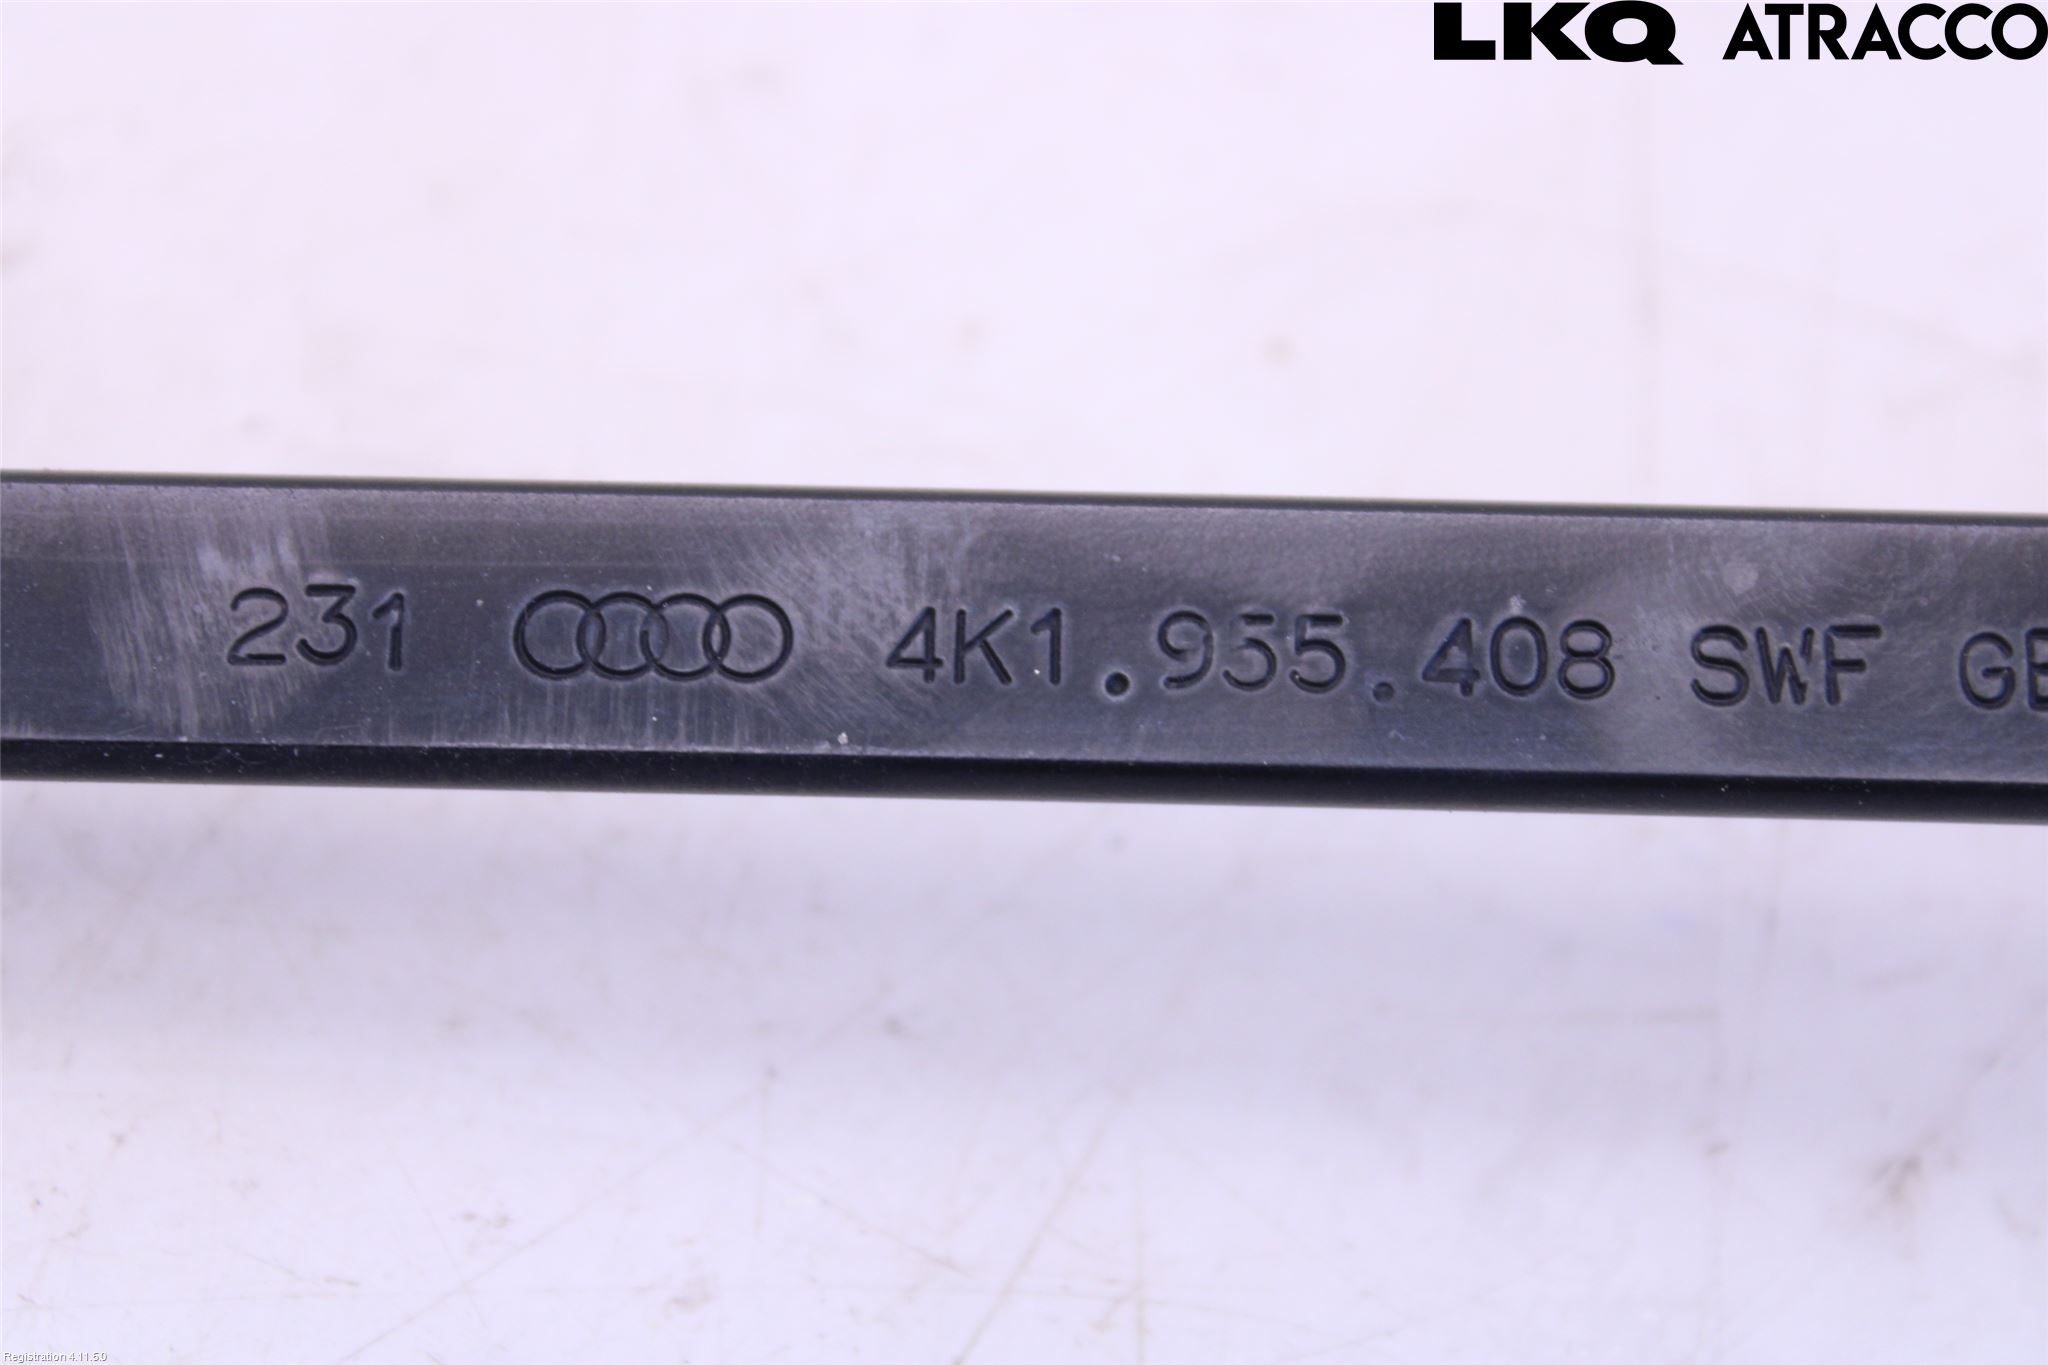 LKQ ATRACCO
231 4K1.955.408 SWF
Registration 4.11.5.0